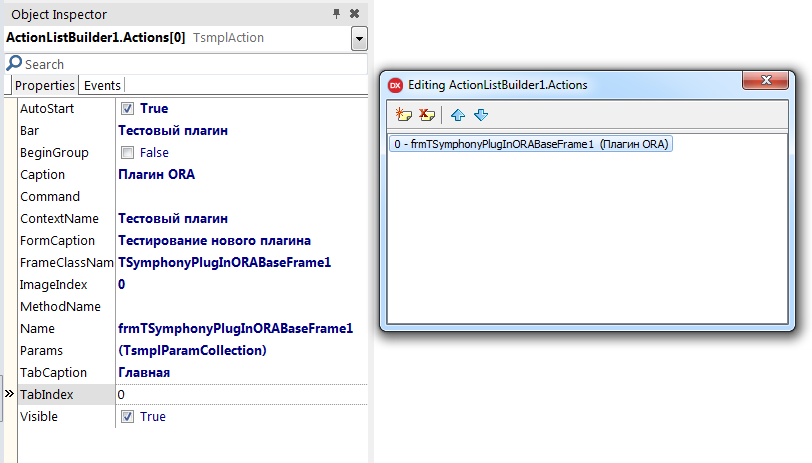 Object Inspector
ActionListBuilder1.Actions[0] TsmplAction
Search
Properties Events
AutoStart True
Bar Тестовый плагин
BeginGroup False
Caption Плагин ORA
Command
ContextName Тестовый плагин
FormCaption Тестирование нового плагина
FrameClassNam TSymphonyPlugInORABaseFrame1
ImageIndex 0
MethodName
Name frmTSymphonyPlugInORABaseFrame1
Params (TsmplParamCollection)
TabCaption Главная
TabIndex 0
Visible True
DX Editing ActionListBuilder1.Actions
0 - frmTSymphonyPlugInORABaseFrame1 (Плагин ORA)